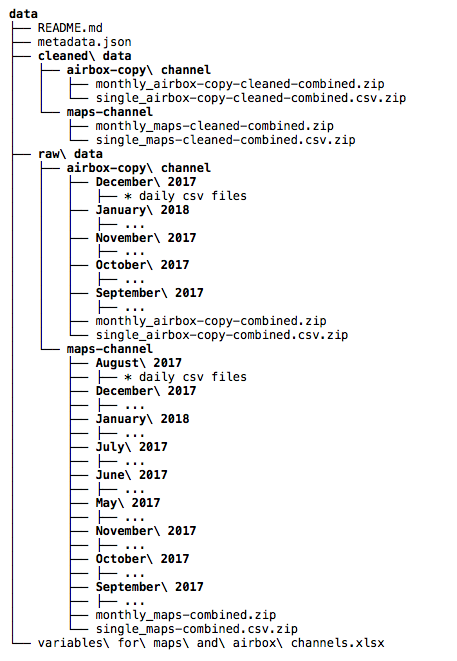 data
├── README.md
├── metadata.json
├── cleaned\ data
│   ├── airbox-copy\ channel
│   │   ├── monthly_airbox-copy-cleaned-combined.zip
│   │   └── single_airbox-copy-cleaned-combined.csv.zip
│   └── maps-channel
│       ├── monthly_maps-cleaned-combined.zip
│       └── single_maps-cleaned-combined.csv.zip
├── raw\ data
│   ├── airbox-copy\ channel
│   │   ├── December\ 2017
│   │   │   ├── * daily csv files
│   │   ├── January\ 2018
│   │   │   ├── ...
│   │   ├── November\ 2017
│   │   │   ├── ...
│   │   ├── October\ 2017
│   │   │   ├── ...
│   │   ├── September\ 2017
│   │   │   ├── ...
│   │   ├── monthly_airbox-copy-combined.zip
│   │   └── single_airbox-copy-combined.csv.zip
│   └── maps-channel
│       ├── August\ 2017
│       ├── ├── * daily csv files
│       ├── December\ 2017
│       ├── ├── ...
│       ├── January\ 2018
│       ├── ├── ...
│       ├── July\ 2017
│       ├── ├── ...
│       ├── June\ 2017
│       ├── ├── ...
│       ├── May\ 2017
│       ├── ├── ...
│       ├── November\ 2017
│       ├── ├── ...
│       ├── October\ 2017
│       ├── ├── ...
│       ├── September\ 2017
│       ├── ├── ...
│       ├── monthly_maps-combined.zip
│       └── single_maps-combined.csv.zip
└── variables\ for\ maps\ and\ airbox\ channels.xlsx